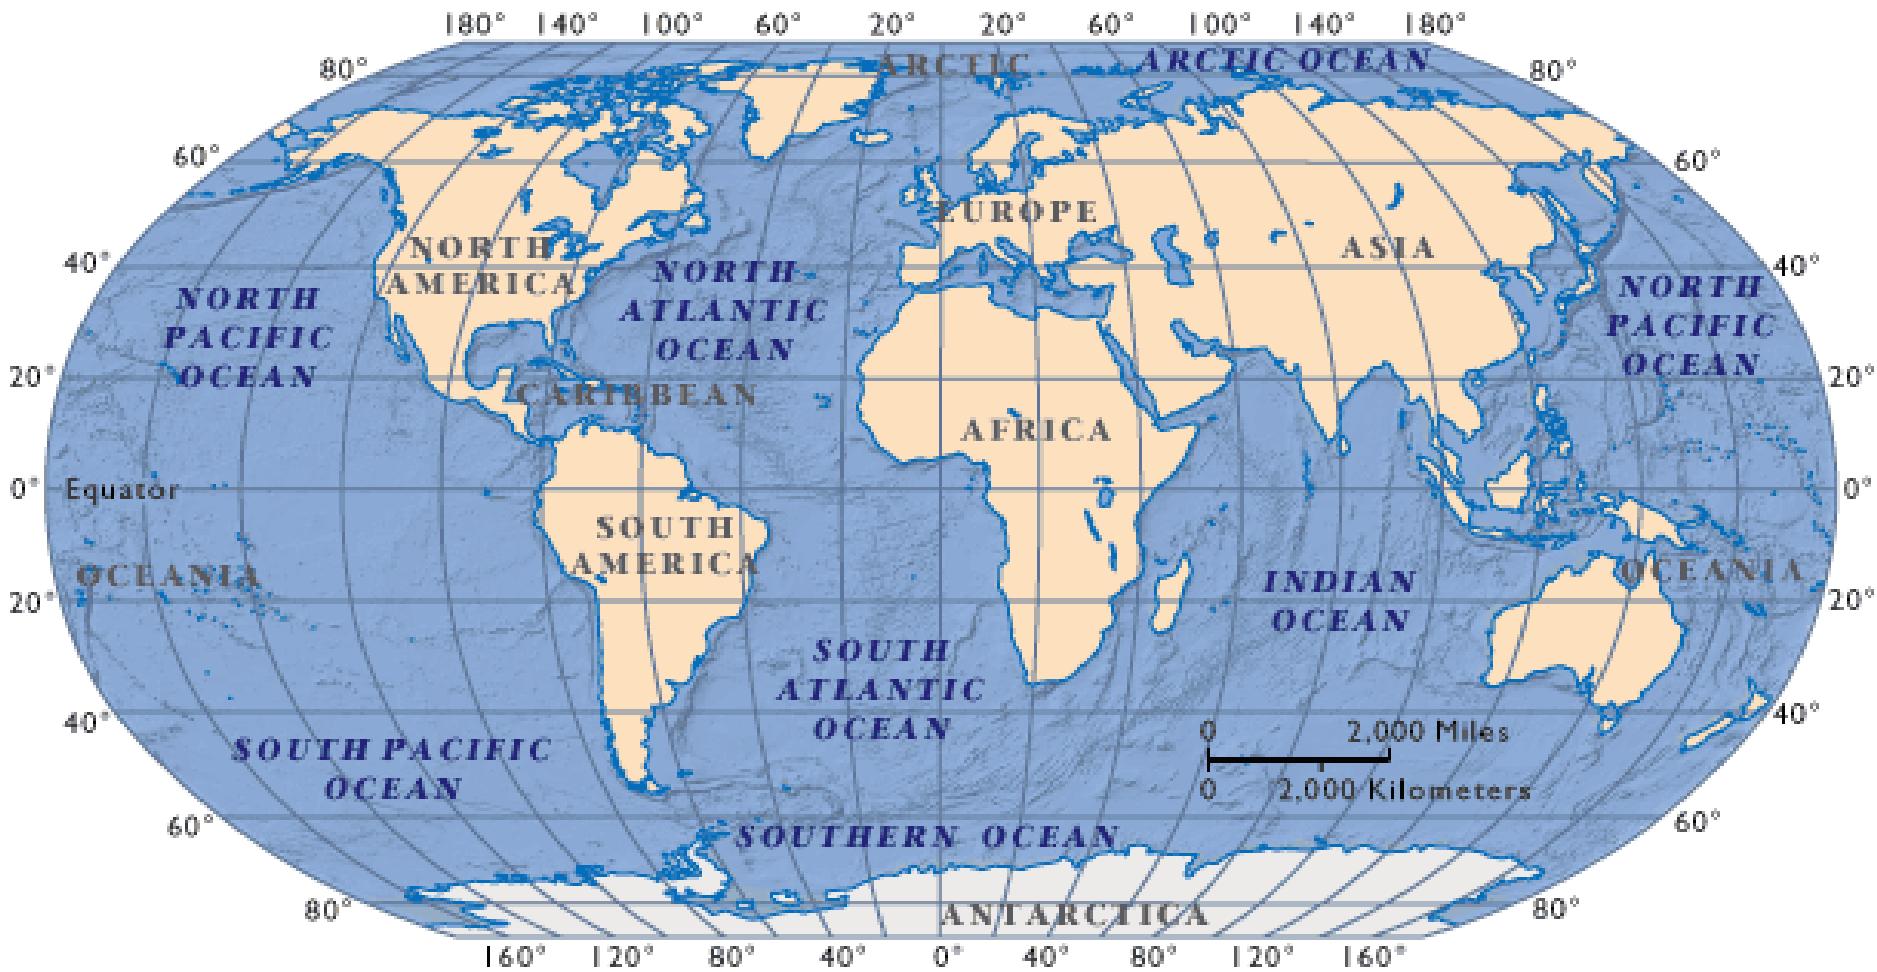 180° 140° 100° 60° 20° 20° 60° 100° 140° 180°
ARCTIC
ARCTIC OCEAN
80°
80°
60°
60°
EUROPE
NORTH
AMERICA
ASIA
40°
40°
NORTH
ATLANTIC
OCEAN
NORTH
PACIFIC
OCEAN
NORTH
PACIFIC
OCEAN
20°
20°
CARIBBEAN
AFRICA
0°
Equator
0°
SOUTH
AMERICA
OCEANIA
OCEANIA
INDIAN
OCEAN
20°
20°
SOUTH
ATLANTIC
OCEAN
40°
40°
0 2,000 Miles
0 2,000 Kilometers
SOUTH PACIFIC
OCEAN
60°
60°
SOUTHERN OCEAN
80°
80°
ANTARCTICA
160° 120° 80° 40° 0° 40° 80° 120° 160°